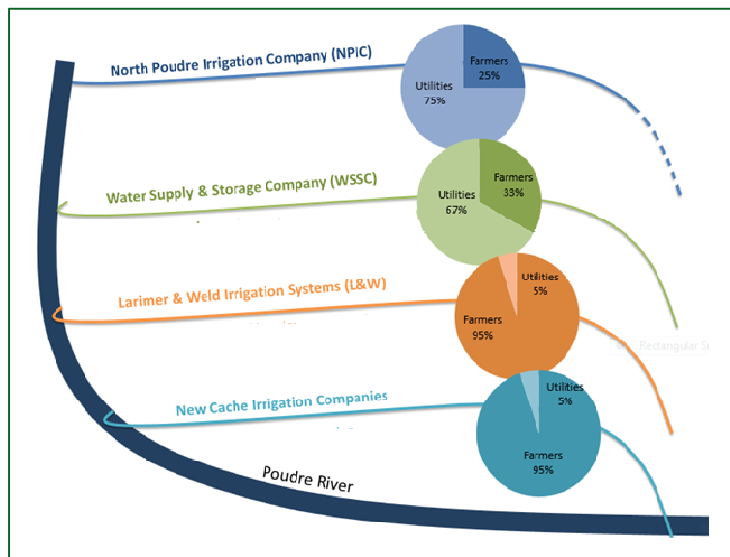 North Poudre Irrigation Company (NPIC)
Farmers
25%
Utilities
75%
Water Supply & Storage Company (WSSC)
Farmers
33%
Utilities
67%
Larimer & Weld Irrigation Systems (L&W)
Utilities
5%
Farmers
95%
Rectangular
New Cache Irrigation Companies
Utilities
5%
Farmers
95%
Poudre River